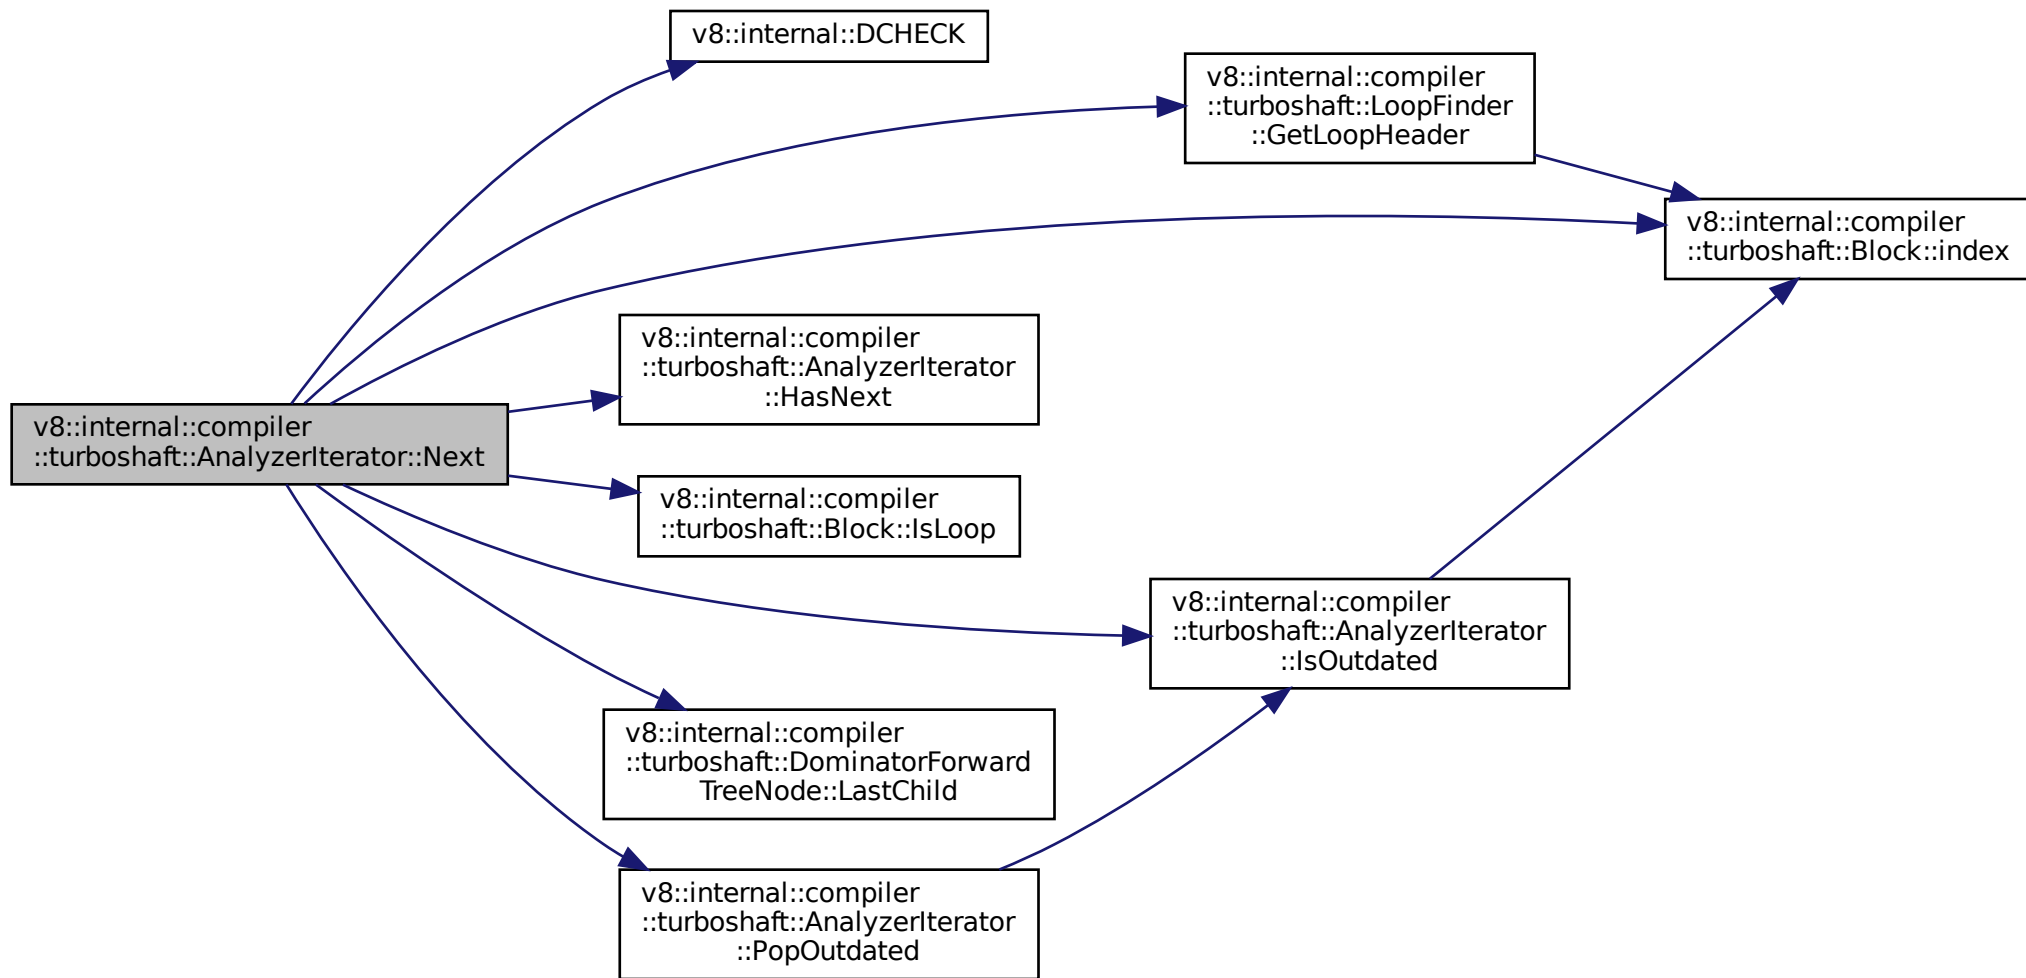 v8::internal::DCHECK
v8::internal::compiler
::turboshaft::LoopFinder
::GetLoopHeader
v8::internal::compiler
::turboshaft::Block::index
v8::internal::compiler
::turboshaft::AnalyzerIterator
::HasNext
v8::internal::compiler
::turboshaft::AnalyzerIterator::Next
v8::internal::compiler
::turboshaft::Block::IsLoop
v8::internal::compiler
::turboshaft::AnalyzerIterator
::IsOutdated
v8::internal::compiler
::turboshaft::DominatorForward
TreeNode::LastChild
v8::internal::compiler
::turboshaft::AnalyzerIterator
::PopOutdated